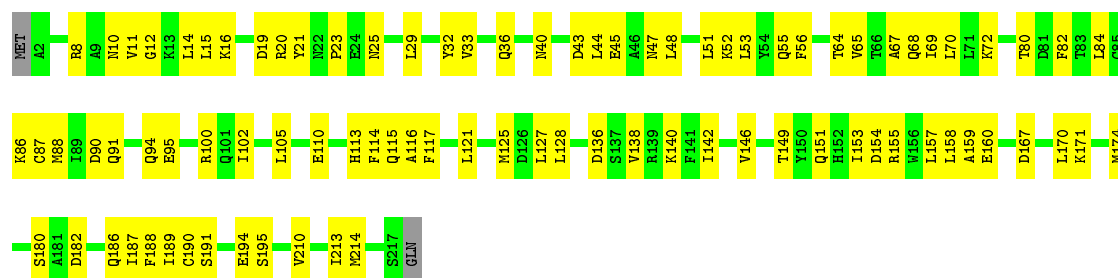 MET A2 R8 A9 N10 V11 G12 K13 L14 L15 K16 D19 R20 Y21 N22 P23 E24 N25 L29 Y32 V33 Q36 N40 D43 L44 E45 A46 N47 L48 L51 K52 L53 Y54 Q55 F56 T64 V65 T66 A67 Q68 I69 L70 L71 K72 T80 D81 F82 T83 L84 C85
K86 C87 M88 I89 D90 Q91 Q94 E95 R100 Q101 I102 L105 E110 H113 F114 Q115 A116 F117 L121 M125 D126 L127 L128 D136 S137 V138 R139 K140 F141 I142 V146 T149 Y150 Q151 H152 I153 D154 R155 W156 L157 L158 A159 E160 D167 L170 K171 M174
S180 A181 D182 Q186 I187 F188 I189 C190 S191 E194 S195 V210 I213 M214 S217 GLN